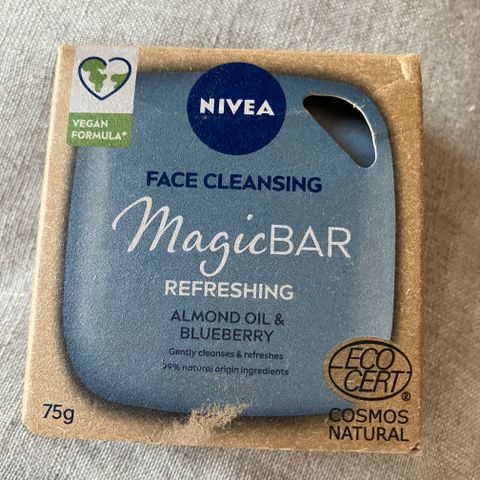 NIVEA
VEGAN
FORMULA*
FACE CLEANSING
MagicBAR
REFRESHING
ALMOND OIL &
BLUEBERRY
Gently cleanses & refreshes
99% natural origin ingredients
75g
ECO
CERT®
COSMOS
NATURAL